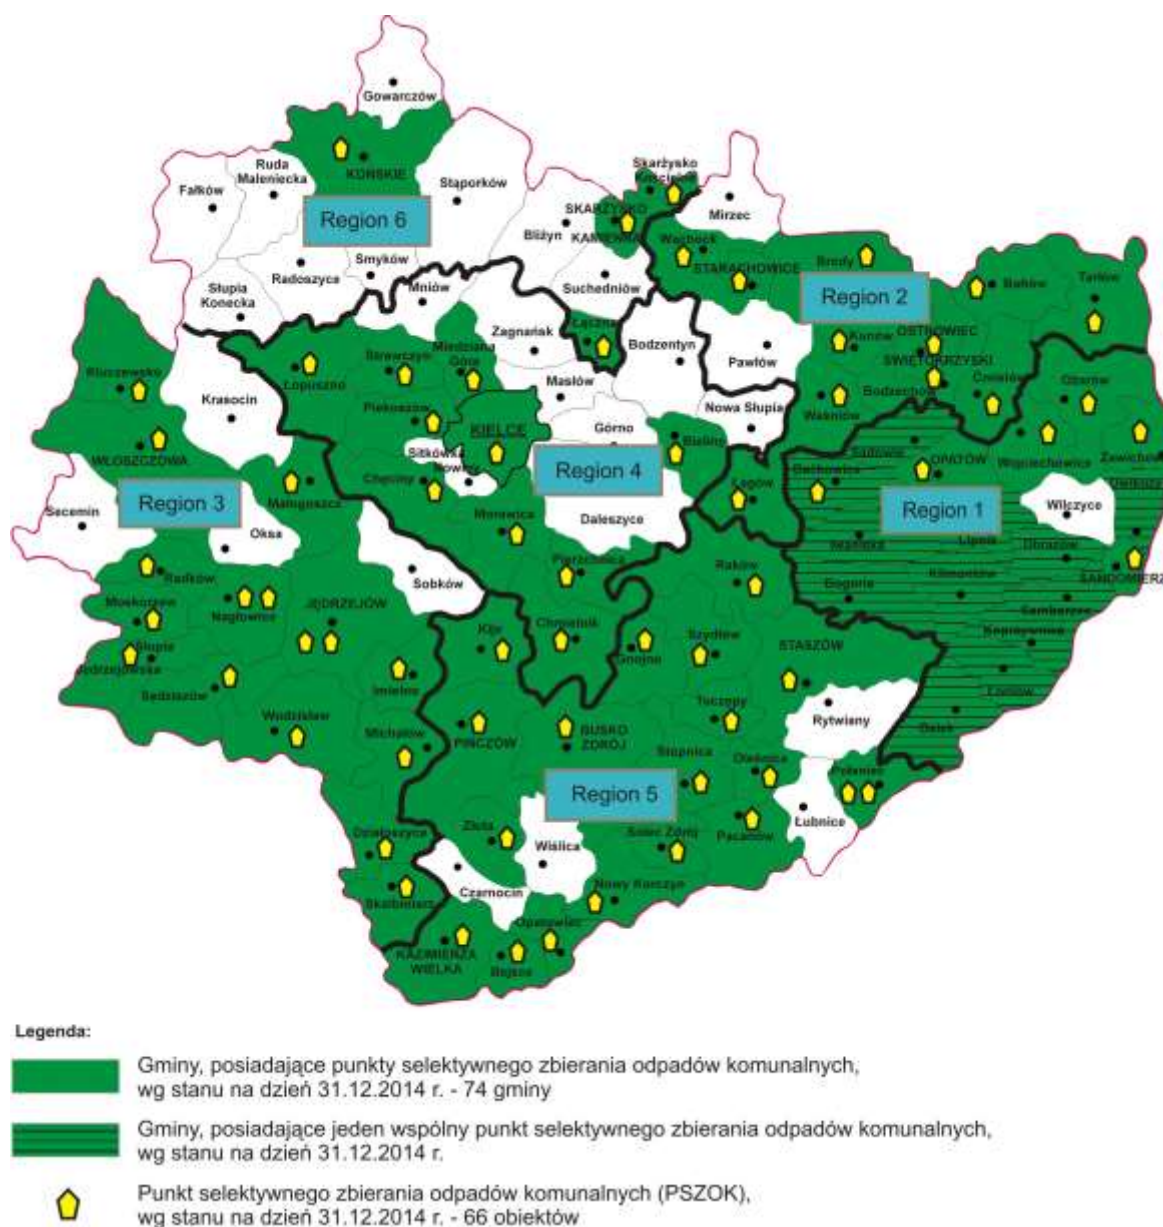 Gowarczów
KOŃSKIE
Ruda
Maleniecka
Fałków
Stąporków
Region 6
Radoszyce
Smyków
Słupia
Konecka
Mniów
Bliżyn
Suchedniów
Skarżysko
Kościelne
SKARŻYSKO
KAMIENNA
Łączna
Mirzec
Wąchock
STARACHOWICE
Brody
Region 2
Bałtów
Tarłów
Kunów
OSTROWIEC
ŚWIĘTOKRZYSKI
Bodzechów
Ćmielów
Waśniów
Pawłów
Ożarów
Kluczewsko
Krasocin
WŁOSZCZOWA
Łopuszno
Strawczyn
Miedziana
Góra
Zagnańsk
Bodzentyn
Masłów
Piekoszów
KIELCE
Górno
Nowa Słupia
Bieliny
Sitkówka
Nowiny
Chęciny
Region 4
Łagów
Daleszyce
Morawica
Pierzchnica
Chmielnik
Małogoszcz
Region 3
Secemin
Oksa
Sobków
Radków
Moskorzew
Nagłowice
JĘDRZEJÓW
Słupia
Jędrzejowska
Sędziszów
Imielno
Wodzisław
Michałów
Działoszyce
Skalbmierz
Sadowie
OPATÓW
Wojciechowice
Zawichost
Dwikozy
Baćkowice
Region 1
Wilczyce
Iwaniska
Lipnik
Obrazów
SANDOMIERZ
Bogoria
Klimontów
Samborzec
Koprzywnica
Łoniów
Osiek
Raków
Kije
Gnojno
Szydłów
STASZÓW
Rytwiany
Tuczępy
PIŃCZÓW
BUSKO
ZDRÓJ
Stopnica
Oleśnica
Połaniec
Region 5
Łubnice
Pacanów
Złota
Wiślica
Solec Zdrój
Czarnocin
Nowy Korczyn
Opatowiec
KAZIMIERZA
WIELKA
Bejsce
Legenda:
Gminy, posiadające punkty selektywnego zbierania odpadów komunalnych,
wg stanu na dzień 31.12.2014 r. - 74 gminy
Gminy, posiadające jeden wspólny punkt selektywnego zbierania odpadów komunalnych,
wg stanu na dzień 31.12.2014 r.
Punkt selektywnego zbierania odpadów komunalnych (PSZOK),
wg stanu na dzień 31.12.2014 r. - 66 obiektów